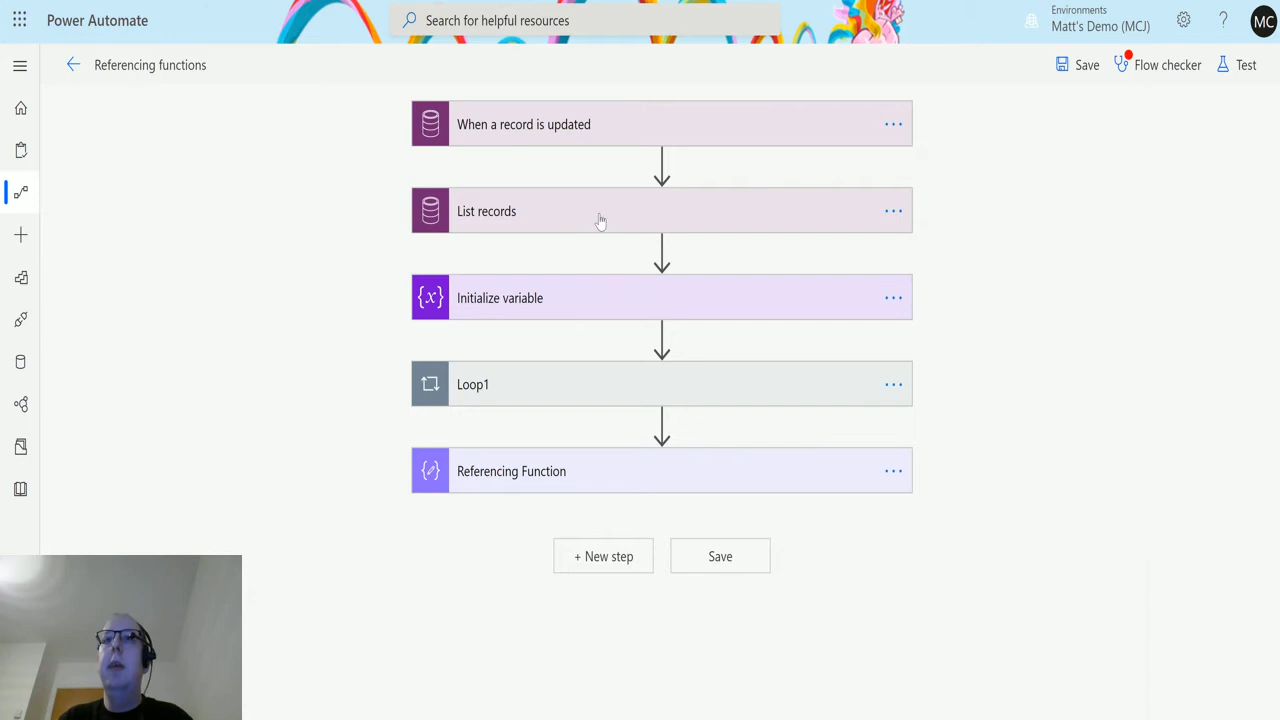 Power Automate
Search for helpful resources
Environments
Matt's Demo (MCJ)
MC
Referencing functions
Save
Flow checker
Test
When a record is updated
List records
{x} Initialize variable
Loop1
Referencing Function
+ New step
Save